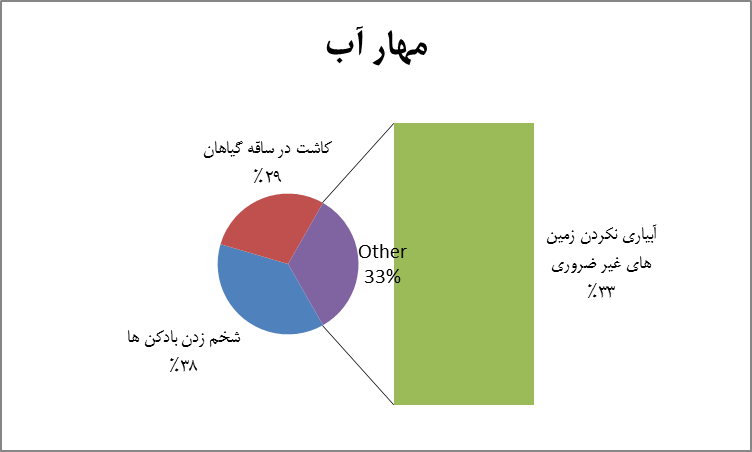 مهار آب
کاشت در ساقه گیاهان
٪۲۹
Other
33%
آبیاری نکردن زمین
های غیر ضروری
٪۳۳
شخم زدن بادکن ها
٪۳۸